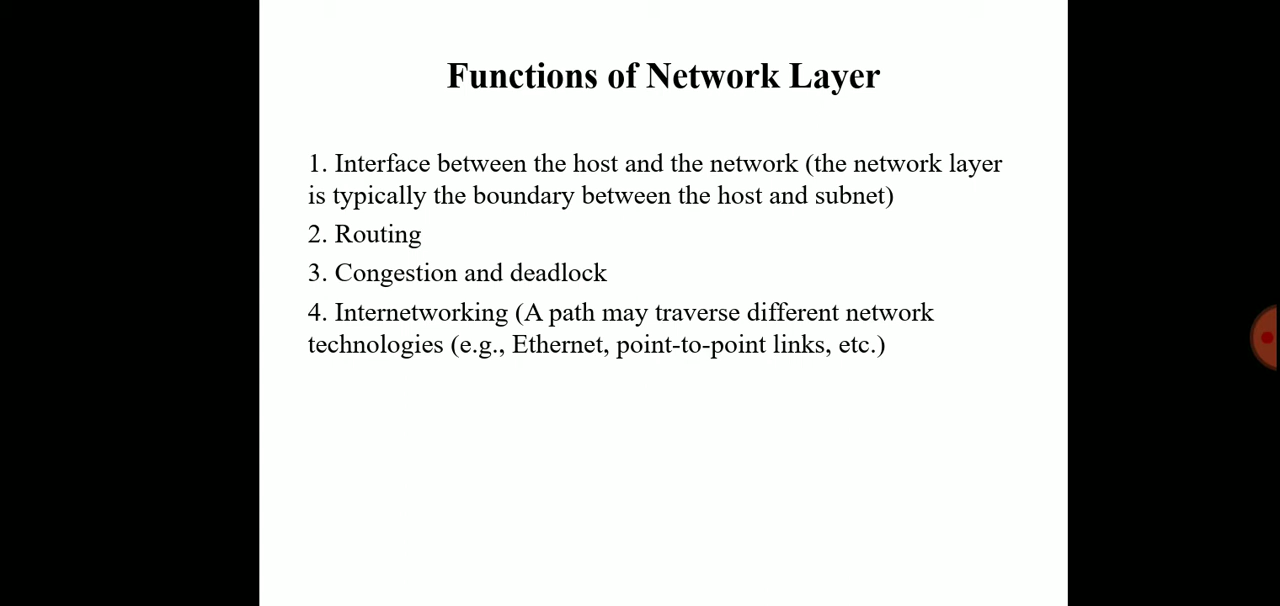 Functions of Network Layer
1. Interface between the host and the network (the network layer
is typically the boundary between the host and subnet)
2. Routing
3. Congestion and deadlock
4. Internetworking (A path may traverse different network
technologies (e.g., Ethernet, point-to-point links, etc.)